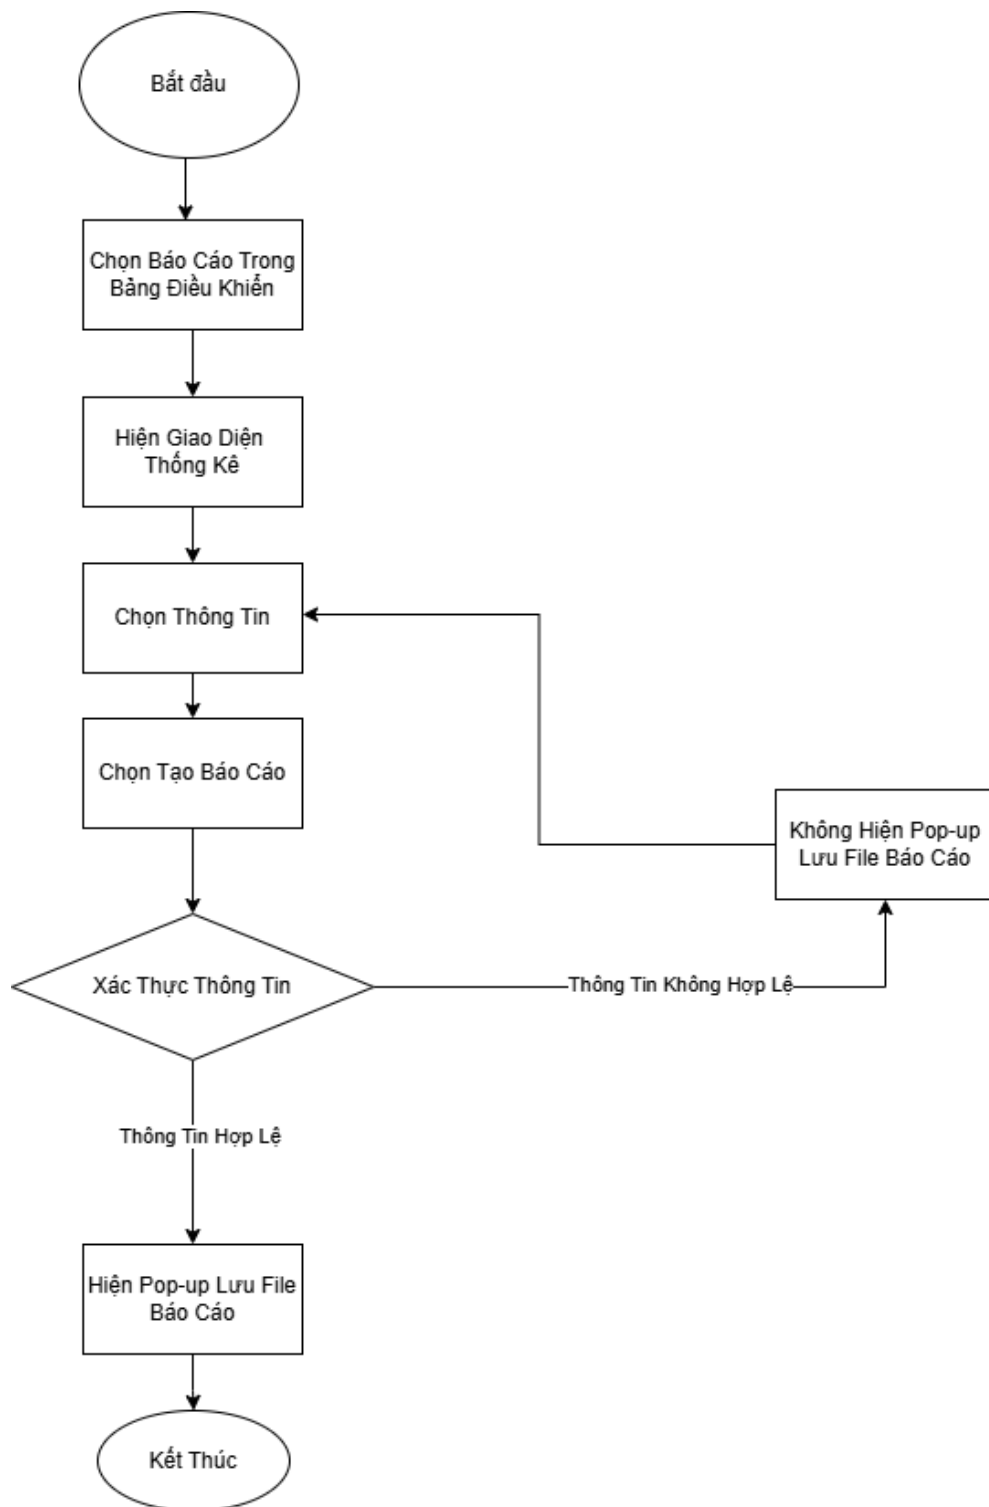 Bắt đầu
Chọn Báo Cáo Trong
Bảng Điều Khiển
Hiện Giao Diện
Thống Kê
Chọn Thông Tin
Chọn Tạo Báo Cáo
Không Hiện Pop-up
Lưu File Báo Cáo
Xác Thực Thông Tin
Thông Tin Không Hợp Lệ
Thông Tin Hợp Lệ
Hiện Pop-up Lưu File
Báo Cáo
Kết Thúc